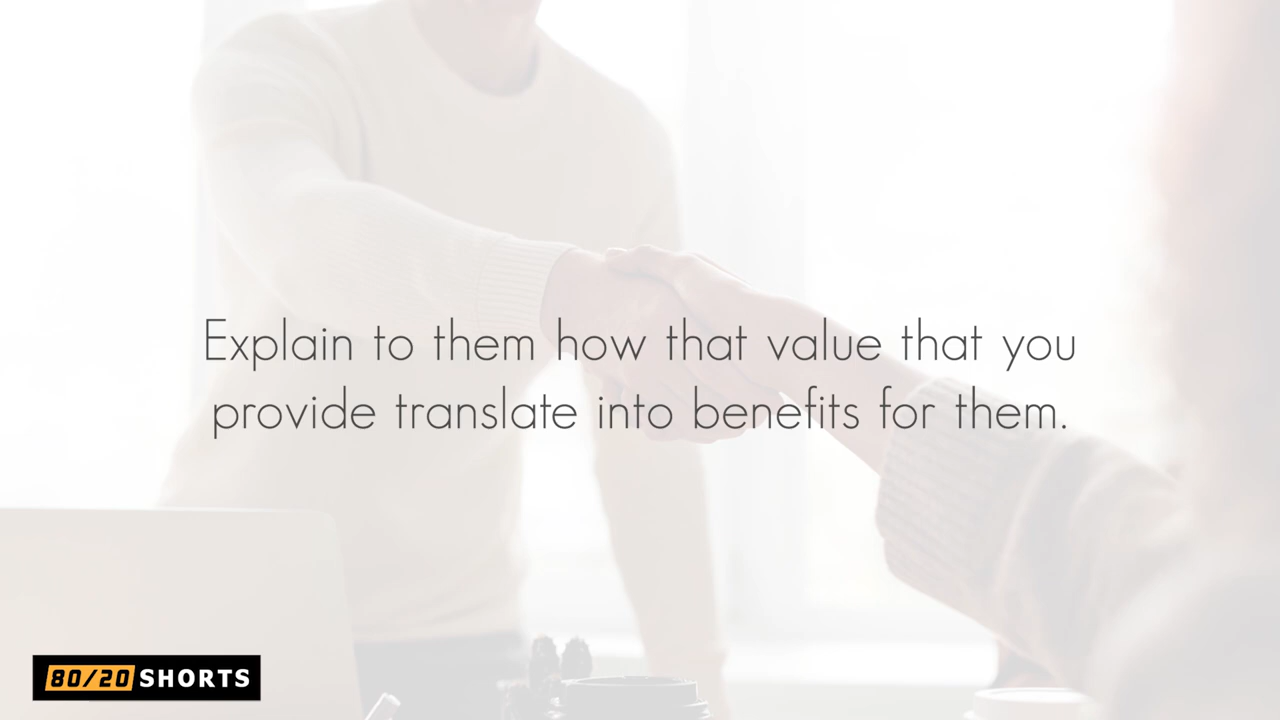 Explain to them how that value that you
provide translate into benefits for them.
80/20 SHORTS